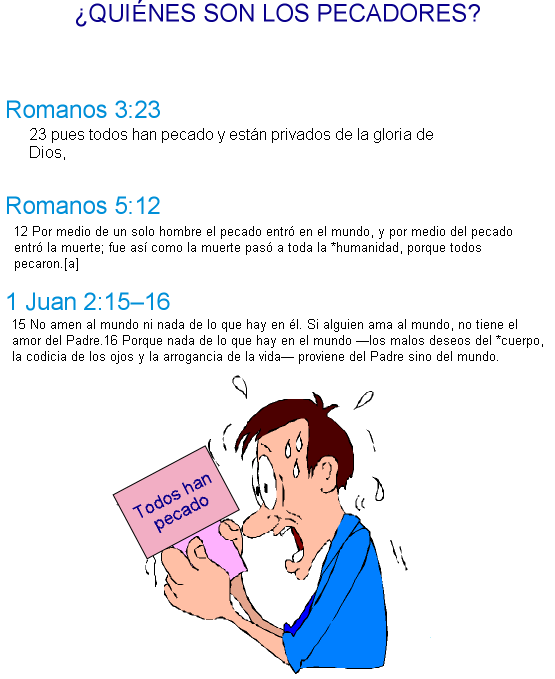 ¿QUIÉNES SON LOS PECADORES?
Romanos 3:23
23 pues todos han pecado y están privados de la gloria de
Dios,
Romanos 5:12
12 Por medio de un solo hombre el pecado entró en el mundo, y por medio del pecado
entró la muerte; fue así como la muerte pasó a toda la *humanidad, porque todos
pecaron.[a]
1 Juan 2:15–16
15 No amen al mundo ni nada de lo que hay en él. Si alguien ama al mundo, no tiene el
amor del Padre.16 Porque nada de lo que hay en el mundo —los malos deseos del *cuerpo,
la codicia de los ojos y la arrogancia de la vida— proviene del Padre sino del mundo.
Todos han
pecado